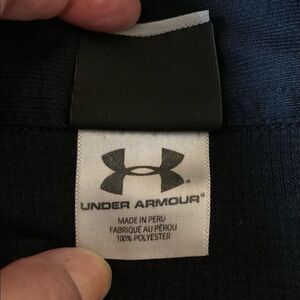 UNDER ARMOUR
MADE IN PERU
FABRIQUÉ AU PÉROU
100% POLYESTER